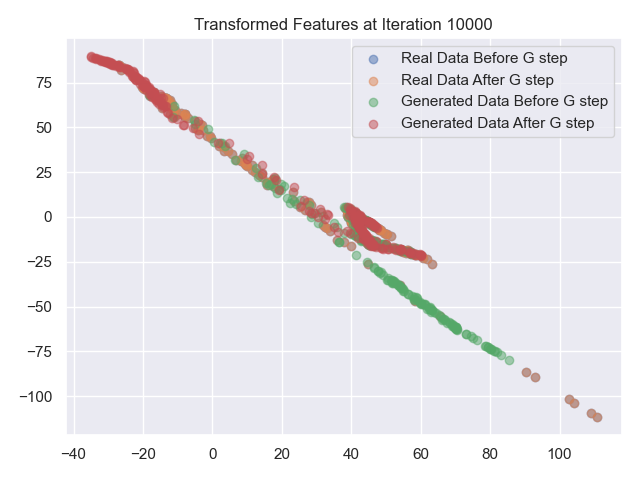 Transformed Features at Iteration 10000
Real Data Before G step
Real Data After G step
Generated Data Before G step
Generated Data After G step
75
50
25
0
−25
−50
−75
−100
−40 −20 0 20 40 60 80 100